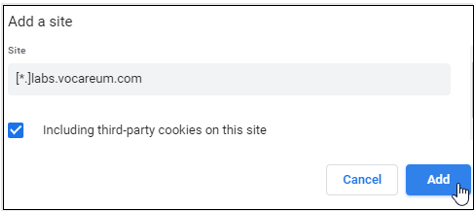 Add a site
Site
[*.]labs.vocareum.com
Including third-party cookies on this site
Cancel
Add